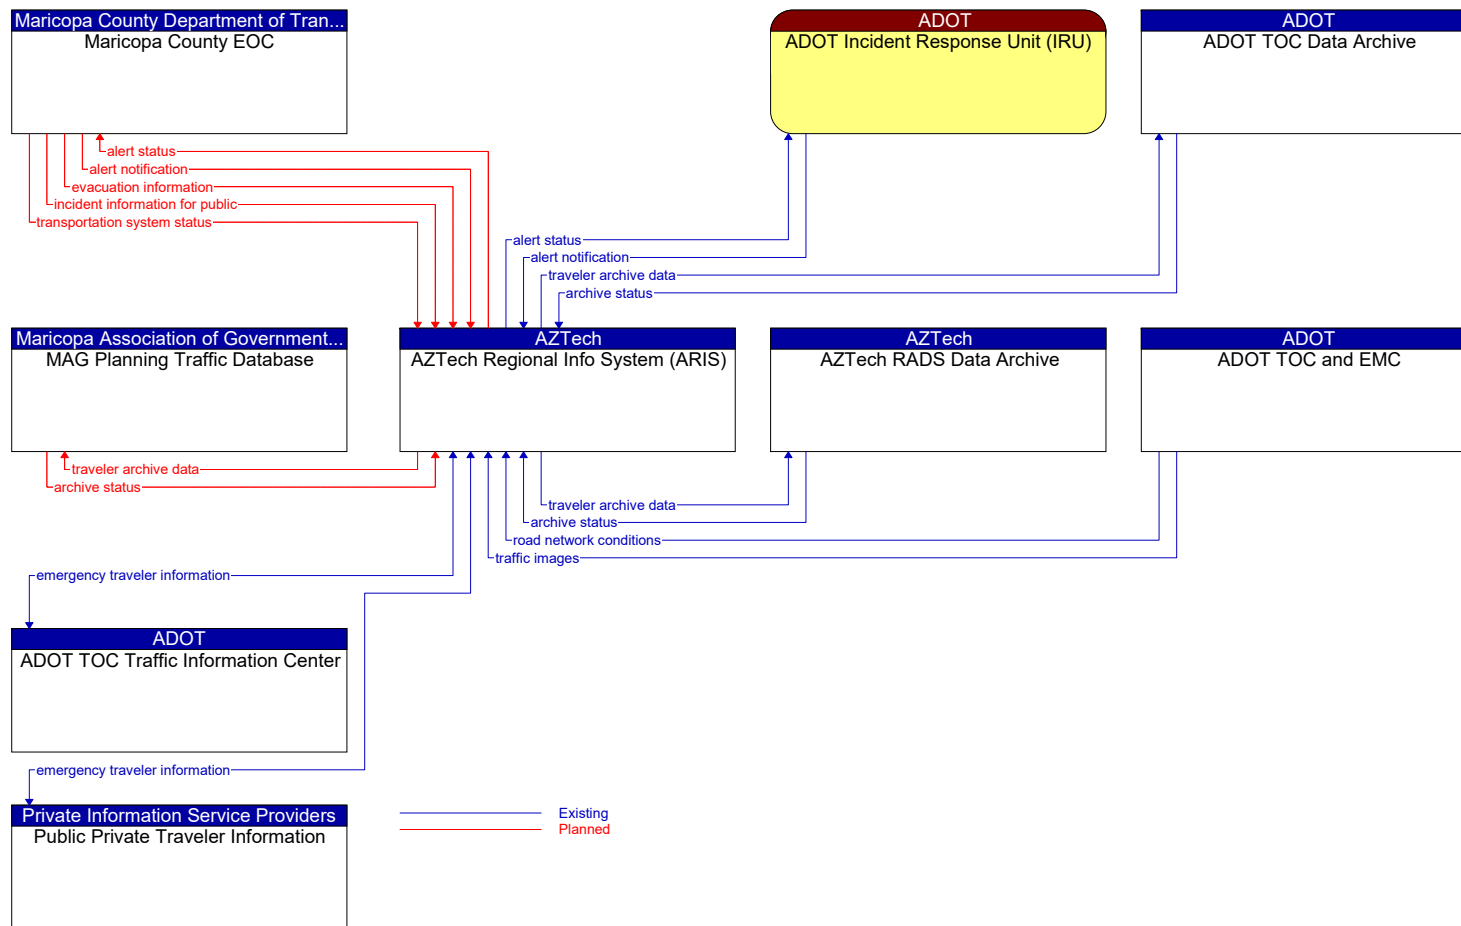 Maricopa County Department of Tran...
Maricopa County EOC
ADOT
ADOT Incident Response Unit (IRU)
ADOT
ADOT TOC Data Archive
alert status
alert notification
evacuation information
incident information for public
transportation system status
alert status
alert notification
traveler archive data
archive status
Maricopa Association of Government...
MAG Planning Traffic Database
AZTech
AZTech Regional Info System (ARIS)
AZTech
AZTech RADS Data Archive
ADOT
ADOT TOC and EMC
traveler archive data
archive status
traveler archive data
archive status
road network conditions
traffic images
emergency traveler information
ADOT
ADOT TOC Traffic Information Center
emergency traveler information
Private Information Service Providers
Public Private Traveler Information
Existing
Planned